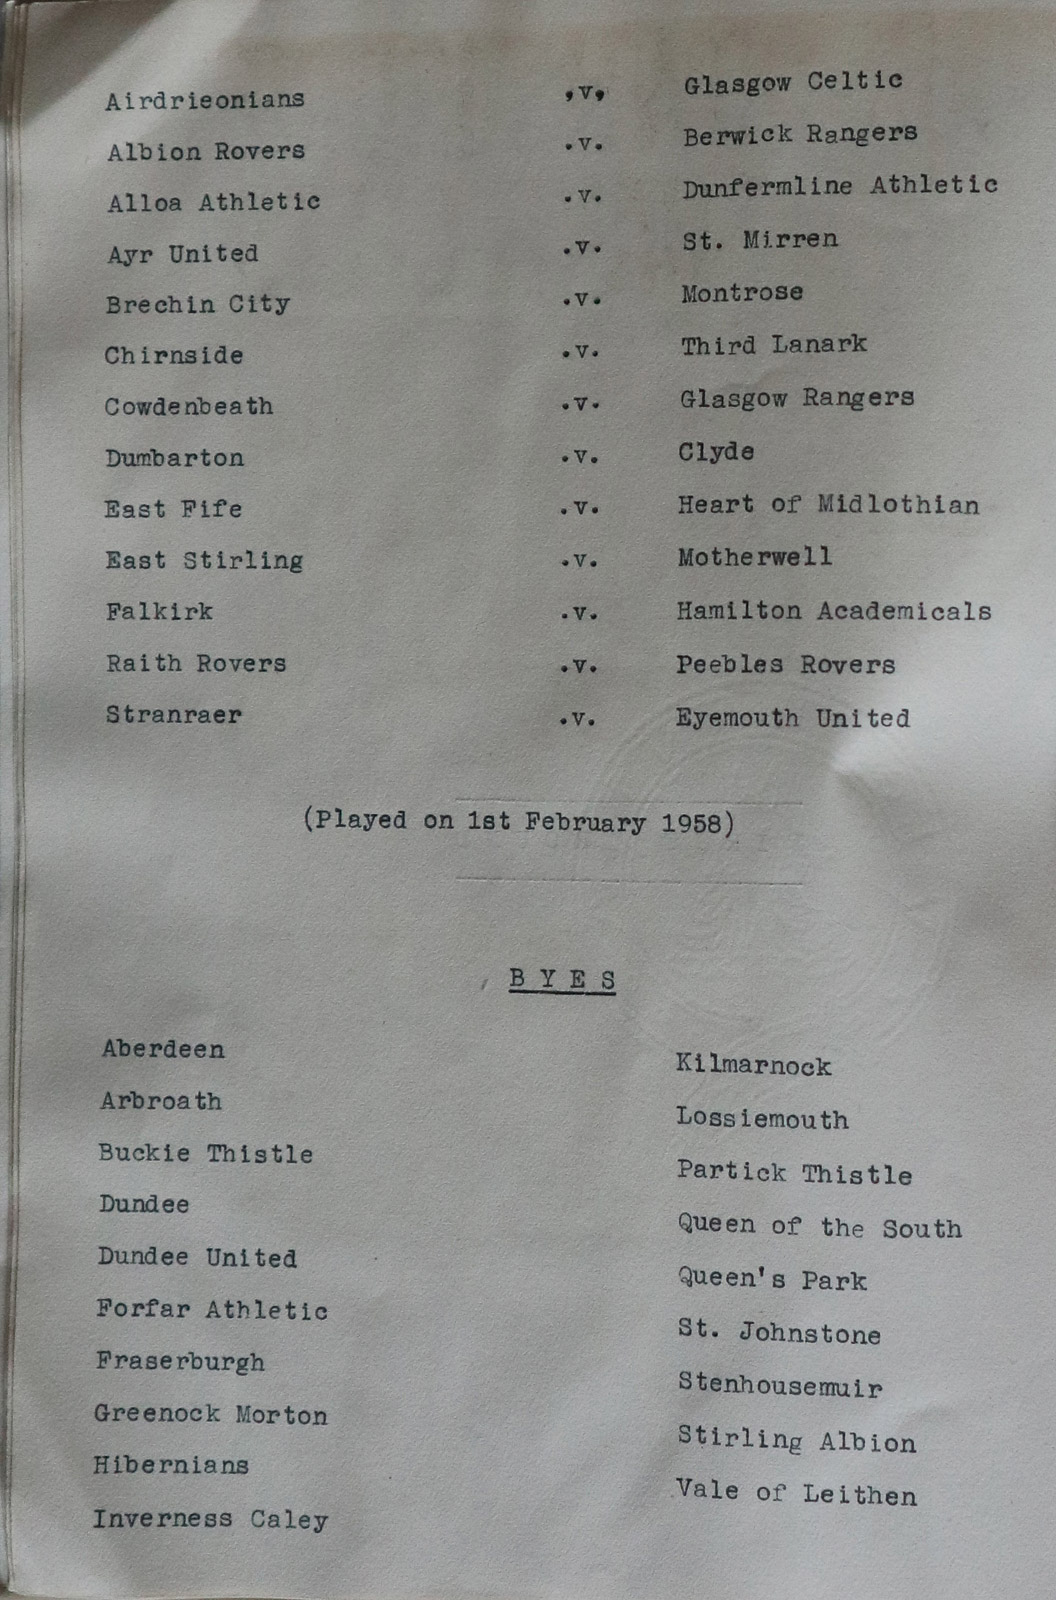 Airdrieonians ,v, Glasgow Celtic
Albion Rovers .v. Berwick Rangers
Alloa Athletic .v. Dunfermline Athletic
Ayr United .v. St. Mirren
Brechin City .v. Montrose
Chirnside .v. Third Lanark
Cowdenbeath .v. Glasgow Rangers
Dumbarton .v. Clyde
East Fife .v. Heart of Midlothian
East Stirling .v. Motherwell
Falkirk .v. Hamilton Academicals
Raith Rovers .v. Peebles Rovers
Stranraer .v. Eyemouth United
(Played on 1st February 1958)
B Y E S
Aberdeen
Arbroath
Buckie Thistle
Dundee
Dundee United
Forfar Athletic
Fraserburgh
Greenock Morton
Hibernians
Inverness Caley
Kilmarnock
Lossiemouth
Partick Thistle
Queen of the South
Queen's Park
St. Johnstone
Stenhousemuir
Stirling Albion
Vale of Leithen